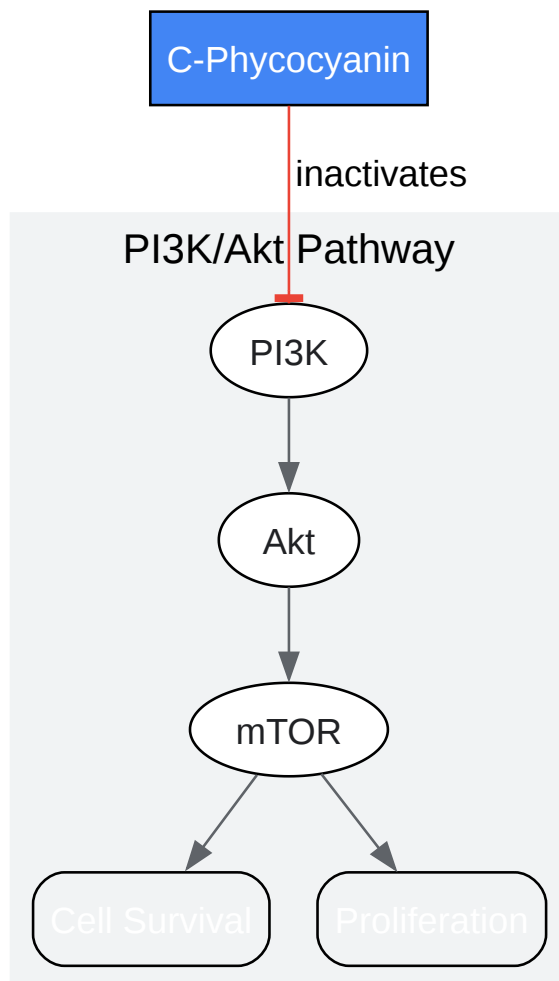 C-Phycocyanin
inactivates
PI3K/Akt Pathway
PI3K
Akt
mTOR
Cell Survival
Proliferation